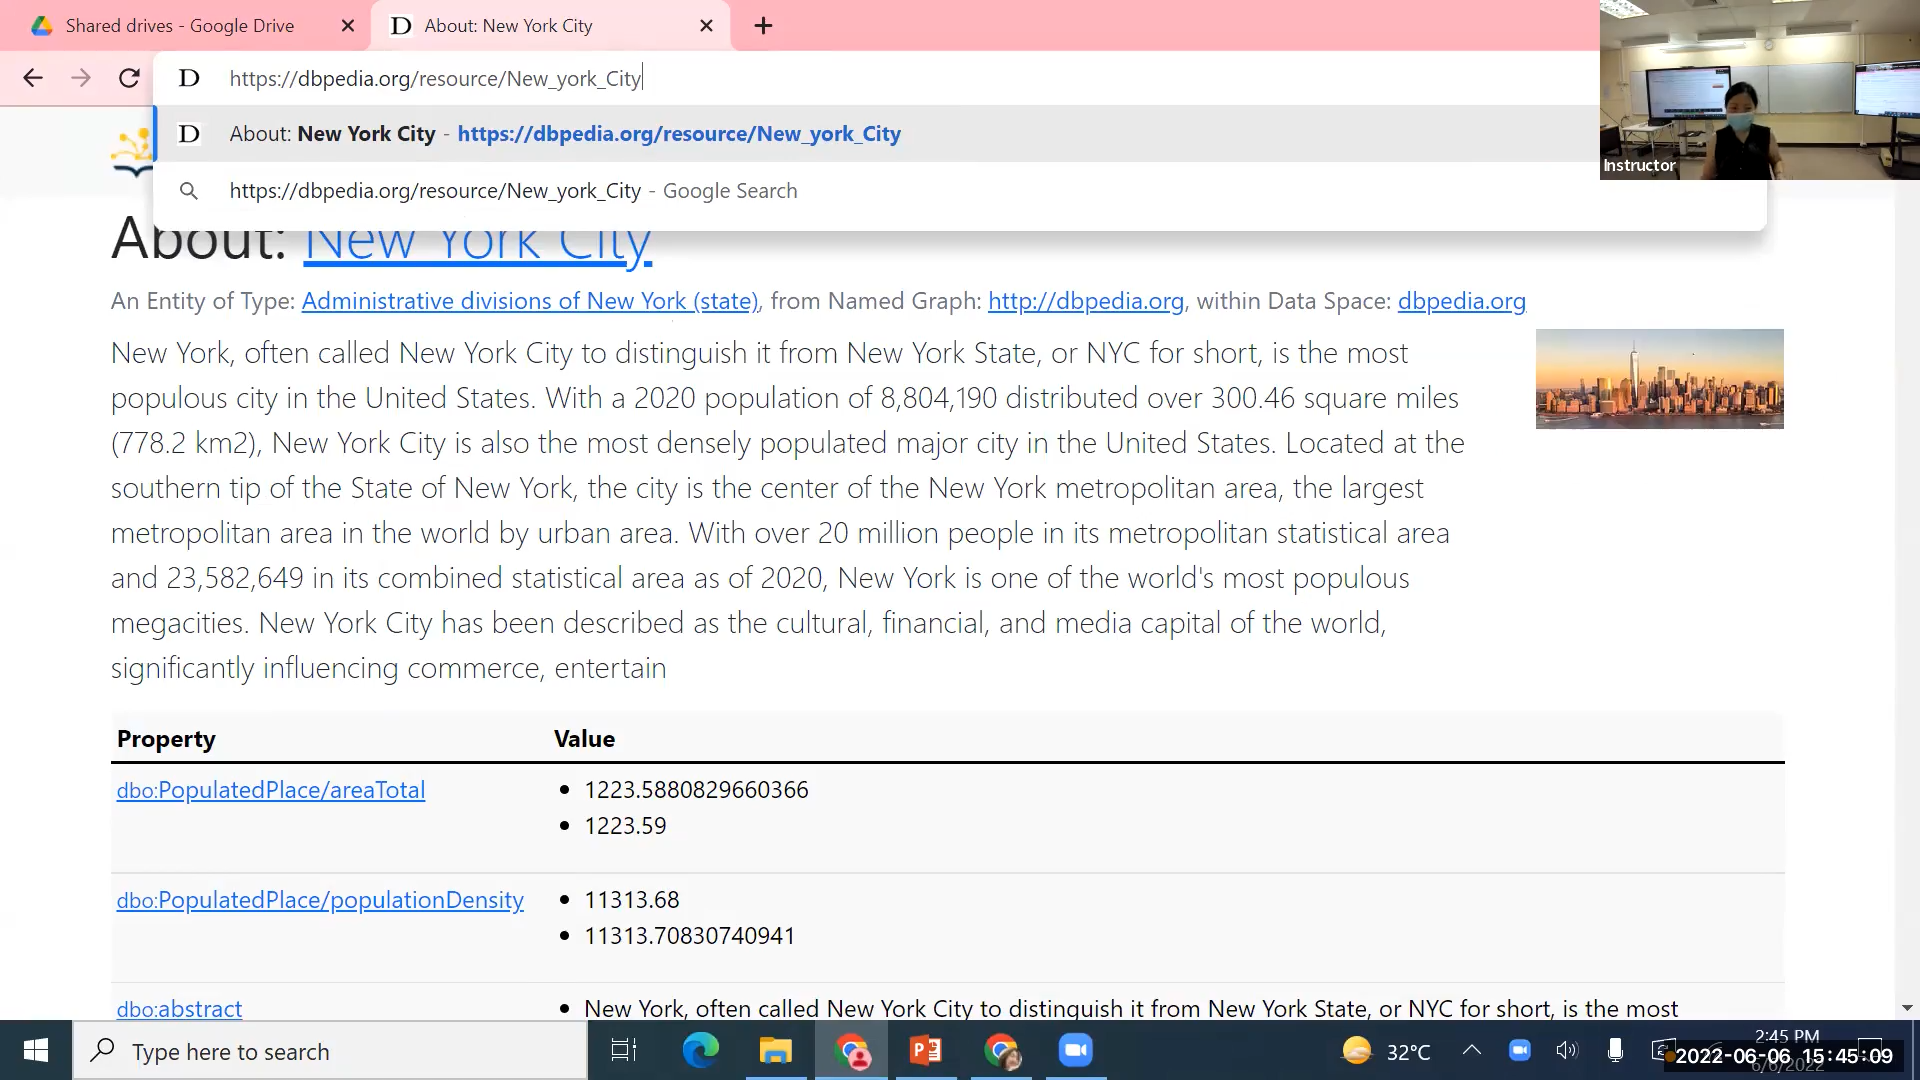 Shared drives - Google Drive
About: New York City
https://dbpedia.org/resource/New_york_City
About: New York City - https://dbpedia.org/resource/New_york_City
https://dbpedia.org/resource/New_york_City - Google Search
Instructor
About: New York City
An Entity of Type: Administrative divisions of New York (state), from Named Graph: http://dbpedia.org, within Data Space: dbpedia.org
New York, often called New York City to distinguish it from New York State, or NYC for short, is the most
populous city in the United States. With a 2020 population of 8,804,190 distributed over 300.46 square miles
(778.2 km2), New York City is also the most densely populated major city in the United States. Located at the
southern tip of the State of New York, the city is the center of the New York metropolitan area, the largest
metropolitan area in the world by urban area. With over 20 million people in its metropolitan statistical area
and 23,582,649 in its combined statistical area as of 2020, New York is one of the world's most populous
megacities. New York City has been described as the cultural, financial, and media capital of the world,
significantly influencing commerce, entertain
Property Value
dbo:PopulatedPlace/areaTotal
1223.5880829660366
1223.59
dbo:PopulatedPlace/populationDensity
11313.68
11313.70830740941
dbo:abstract
New York, often called New York City to distinguish it from New York State, or NYC for short, is the most
Type here to search
32°C
2:45 PM
2022-06-06 15:45:09
6/6/2022